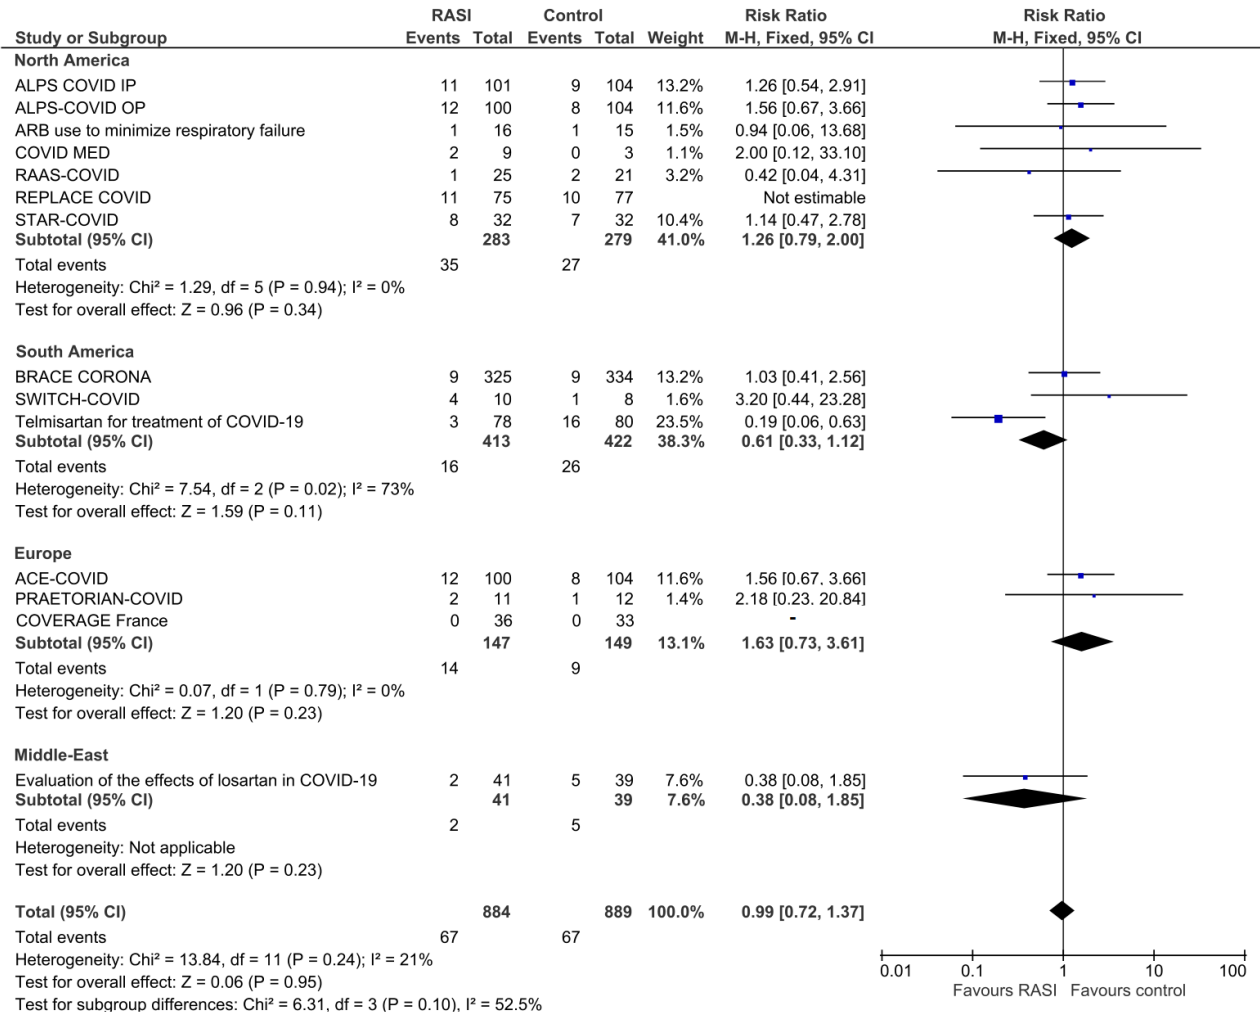 RASI Control Risk Ratio Risk Ratio
Study or Subgroup Events Total Events Total Weight M-H, Fixed, 95% CI M-H, Fixed, 95% CI
North America
ALPS COVID IP 11 101 9 104 13.2% 1.26 [0.54, 2.91]
ALPS-COVID OP 12 100 8 104 11.6% 1.56 [0.67, 3.66]
ARB use to minimize respiratory failure 1 16 1 15 1.5% 0.94 [0.06, 13.68]
COVID MED 2 9 0 3 1.1% 2.00 [0.12, 33.10]
RAAS-COVID 1 25 2 21 3.2% 0.42 [0.04, 4.31]
REPLACE COVID 11 75 10 77 Not estimable
STAR-COVID 8 32 7 32 10.4% 1.14 [0.47, 2.78]
Subtotal (95% CI) 283 279 41.0% 1.26 [0.79, 2.00]
Total events 35 27
Heterogeneity: Chi² = 1.29, df = 5 (P = 0.94); I² = 0%
Test for overall effect: Z = 0.96 (P = 0.34)
South America
BRACE CORONA 9 325 9 334 13.2% 1.03 [0.41, 2.56]
SWITCH-COVID 4 10 1 8 1.6% 3.20 [0.44, 23.28]
Telmisartan for treatment of COVID-19 3 78 16 80 23.5% 0.19 [0.06, 0.63]
Subtotal (95% CI) 413 422 38.3% 0.61 [0.33, 1.12]
Total events 16 26
Heterogeneity: Chi² = 7.54, df = 2 (P = 0.02); I² = 73%
Test for overall effect: Z = 1.59 (P = 0.11)
Europe
ACE-COVID 12 100 8 104 11.6% 1.56 [0.67, 3.66]
PRAETORIAN-COVID 2 11 1 12 1.4% 2.18 [0.23. 20.84]
COVERAGE France 0 36 0 33 -
Subtotal (95% CI) 147 149 13.1% 1.63 [0.73, 3.61]
Total events 14 9
Heterogeneity: Chi² = 0.07, df = 1 (P = 0.79); I² = 0%
Test for overall effect: Z = 1.20 (P = 0.23)
Middle-East
Evaluation of the effects of losartan in COVID-19 2 41 5 39 7.6% 0.38 [0.08, 1.85]
Subtotal (95% CI) 41 39 7.6% 0.38 [0.08, 1.85]
Total events 2 5
Heterogeneity: Not applicable
Test for overall effect: Z = 1.20 (P = 0.23)
Total (95% CI) 884 889 100.0% 0.99 [0.72, 1.37]
Total events 67 67
Heterogeneity: Chi² = 13.84, df = 11 (P = 0.24); I² = 21%
Test for overall effect: Z = 0.06 (P = 0.95)
Test for subgroup differences: Chi² = 6.31, df = 3 (P = 0.10), I² = 52.5%
0.01 0.1 1 10 100
Favours RASI Favours control